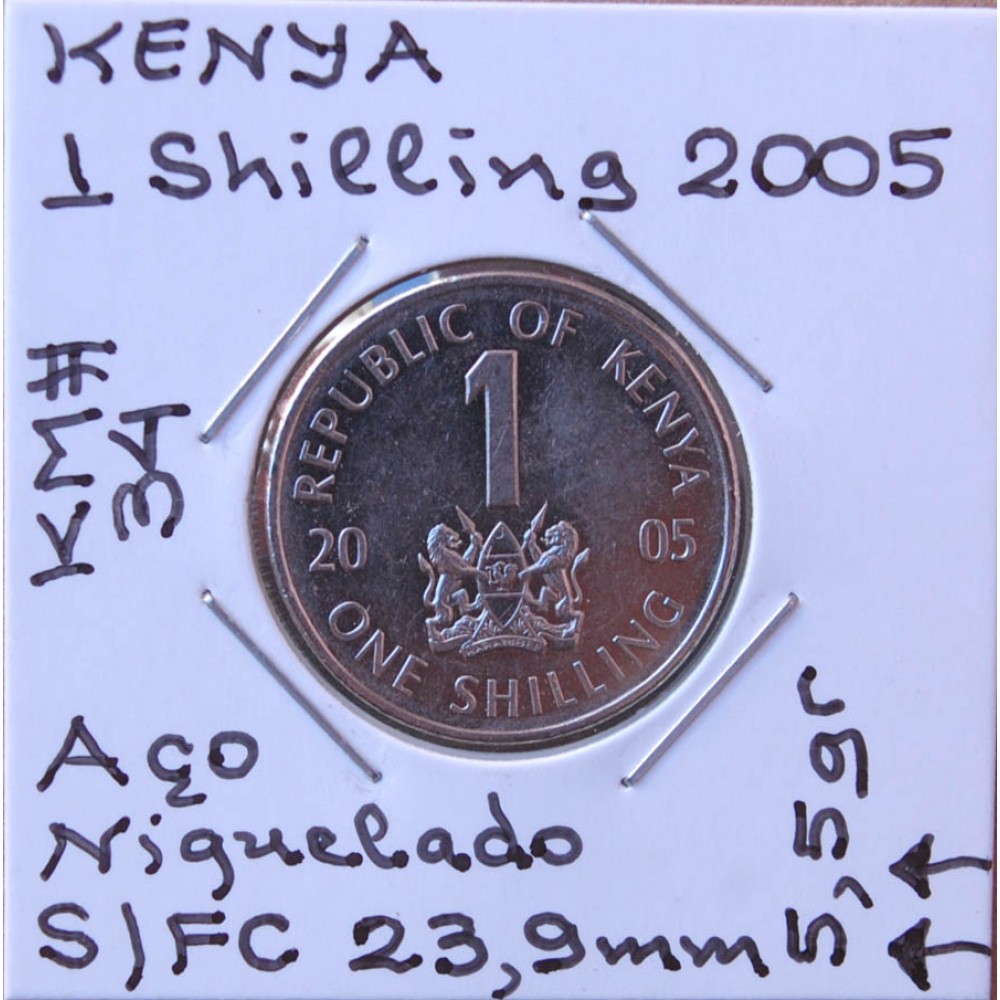 KENYA
1 Shilling 2005
KM#
34
REPUBLIC OF KENYA
1
20 05
HARAMBEE
ONE SHILLING
Aço
Niquelado
S/FC 23,9mm
5,5gr